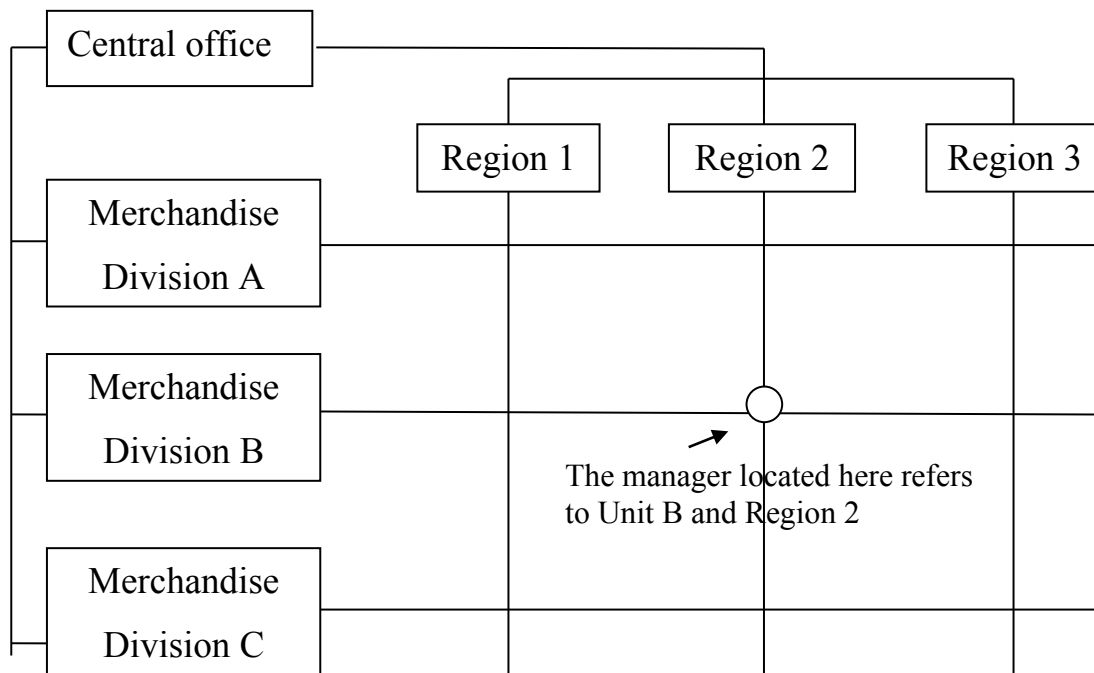 Central office
Region 1
Region 2
Region 3
Merchandise
Division A
Merchandise
Division B
The manager located here refers
to Unit B and Region 2
Merchandise
Division C